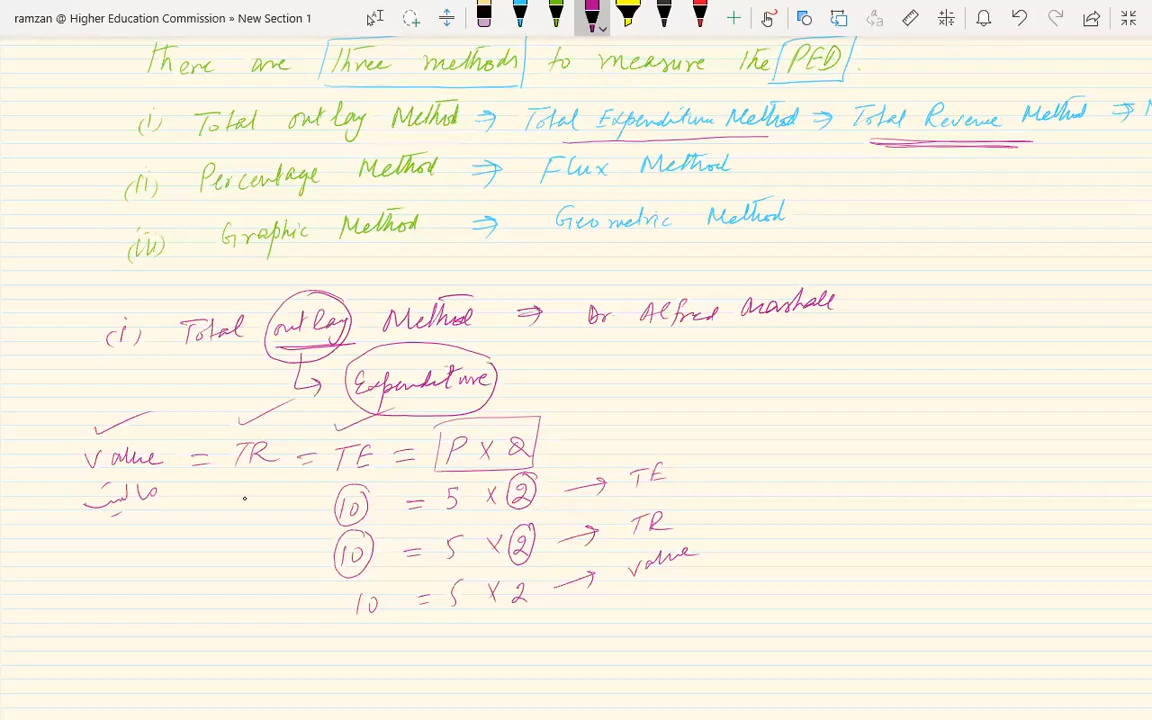 ramzan @ Higher Education Commission » New Section 1
There are three methods to measure the PED.
(i) Total outlay Method ⇒ Total Expenditure Method ⇒ Total Revenue Method ⇒
(ii) Percentage Method ⇒ Flux Method
(iii) Graphic Method ⇒ Geometric Method
(i) Total outlay Method ⇒ Dr Alfred Marshall
Expenditure
value = TR = TE = P × Q
مالیت
10 = 5 × 2 → TE
10 = 5 × 2 → TR
10 = 5 × 2 → value